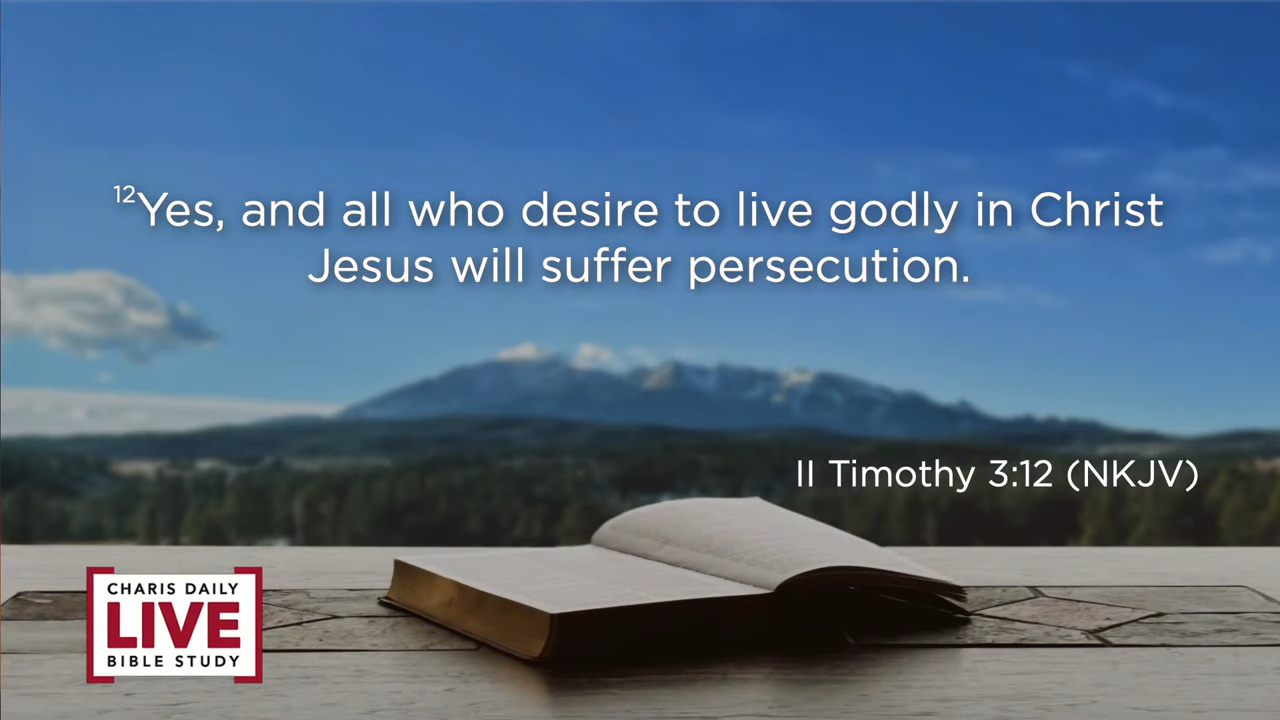 12Yes, and all who desire to live godly in Christ
Jesus will suffer persecution.
II Timothy 3:12 (NKJV)
CHARIS DAILY
LIVE
BIBLE STUDY